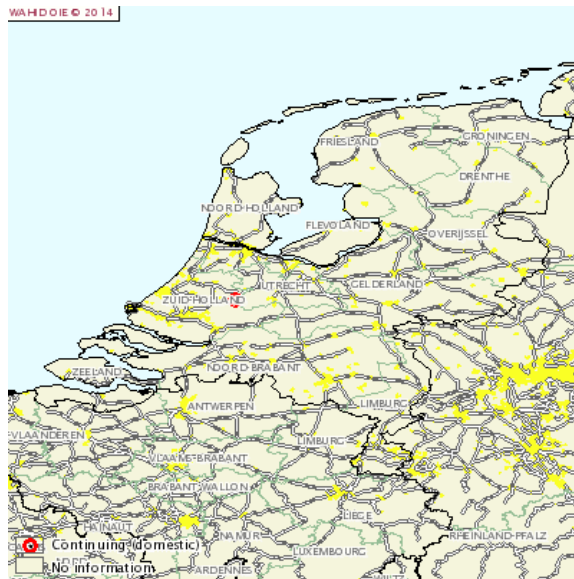 WAHID OIE © 2014
GRONINGEN
FRIESLAND
DRENTHE
NOORD-HOLLAND
FLEVOLAND
OVERIJSSEL
UTRECHT
GELDERLAND
ZUID-HOLLAND
NOORD-BRABANT
ZEELAND
LIMBURG
ANTWERPEN
-VLAANDEREN
LIMBURG
VLAAMS-BRABANT
BRABANT WALLON
LIEGE
HAINAUT
NAMUR
RHEINLAND-PFALZ
Continuing (domestic)
LUXEMBOURG
No information
ARDENNES
WILTZ